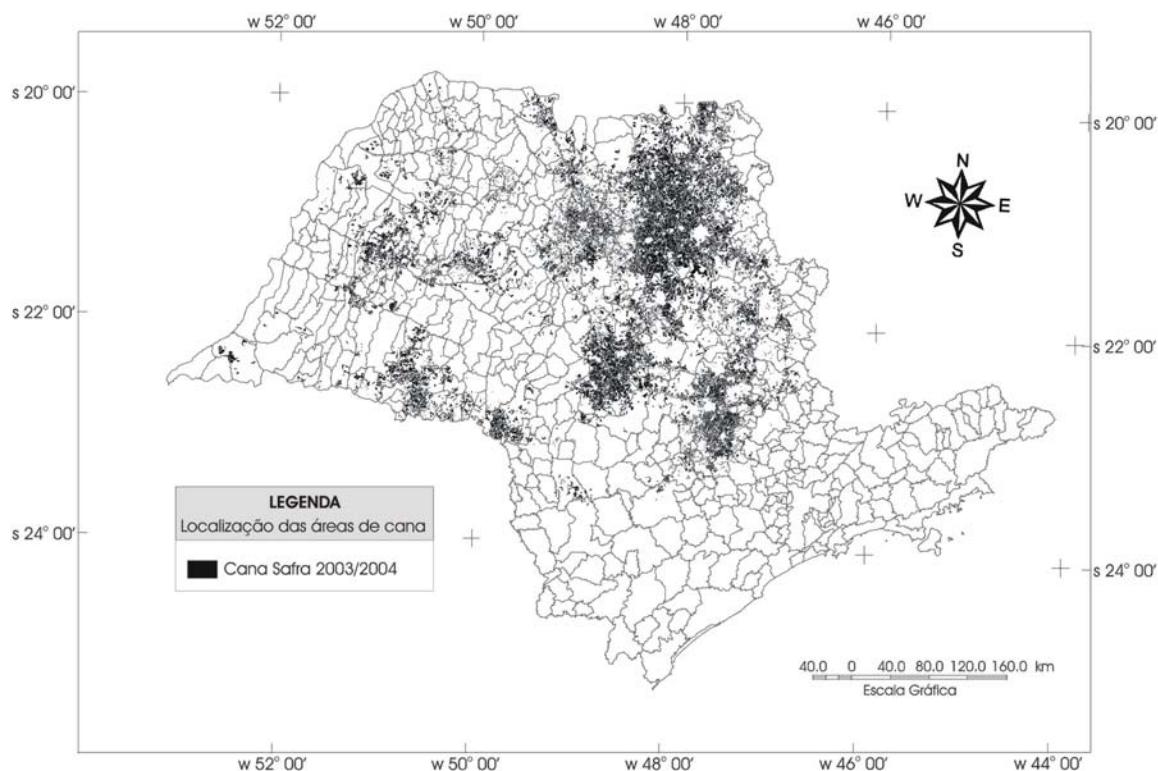 w 52° 00' w 50° 00' w 48° 00' w 46° 00'
s 20° 00' s 20° 00'
N
W E
S
s 22° 00' s 22° 00'
LEGENDA
Localização das áreas de cana
Cana Safra 2003/2004
s 24° 00' s 24° 00'
40.0 0 40.0 80.0 120.0 160.0 km
Escala Gráfica
w 52° 00' w 50° 00' w 48° 00' w 46° 00' w 44° 00'